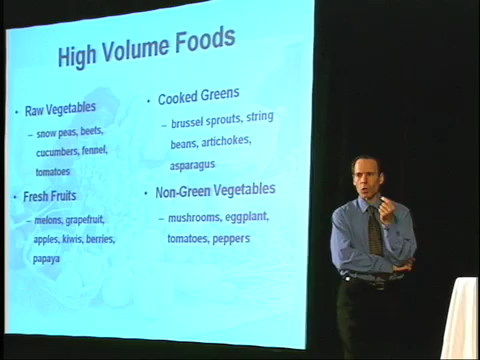 High Volume Foods
• Raw Vegetables
– snow peas, beets,
cucumbers, fennel,
tomatoes
• Fresh Fruits
– melons, grapefruit,
apples, kiwis, berries,
papaya
• Cooked Greens
– brussel sprouts, string
beans, artichokes,
asparagus
• Non-Green Vegetables
– mushrooms, eggplant,
tomatoes, peppers